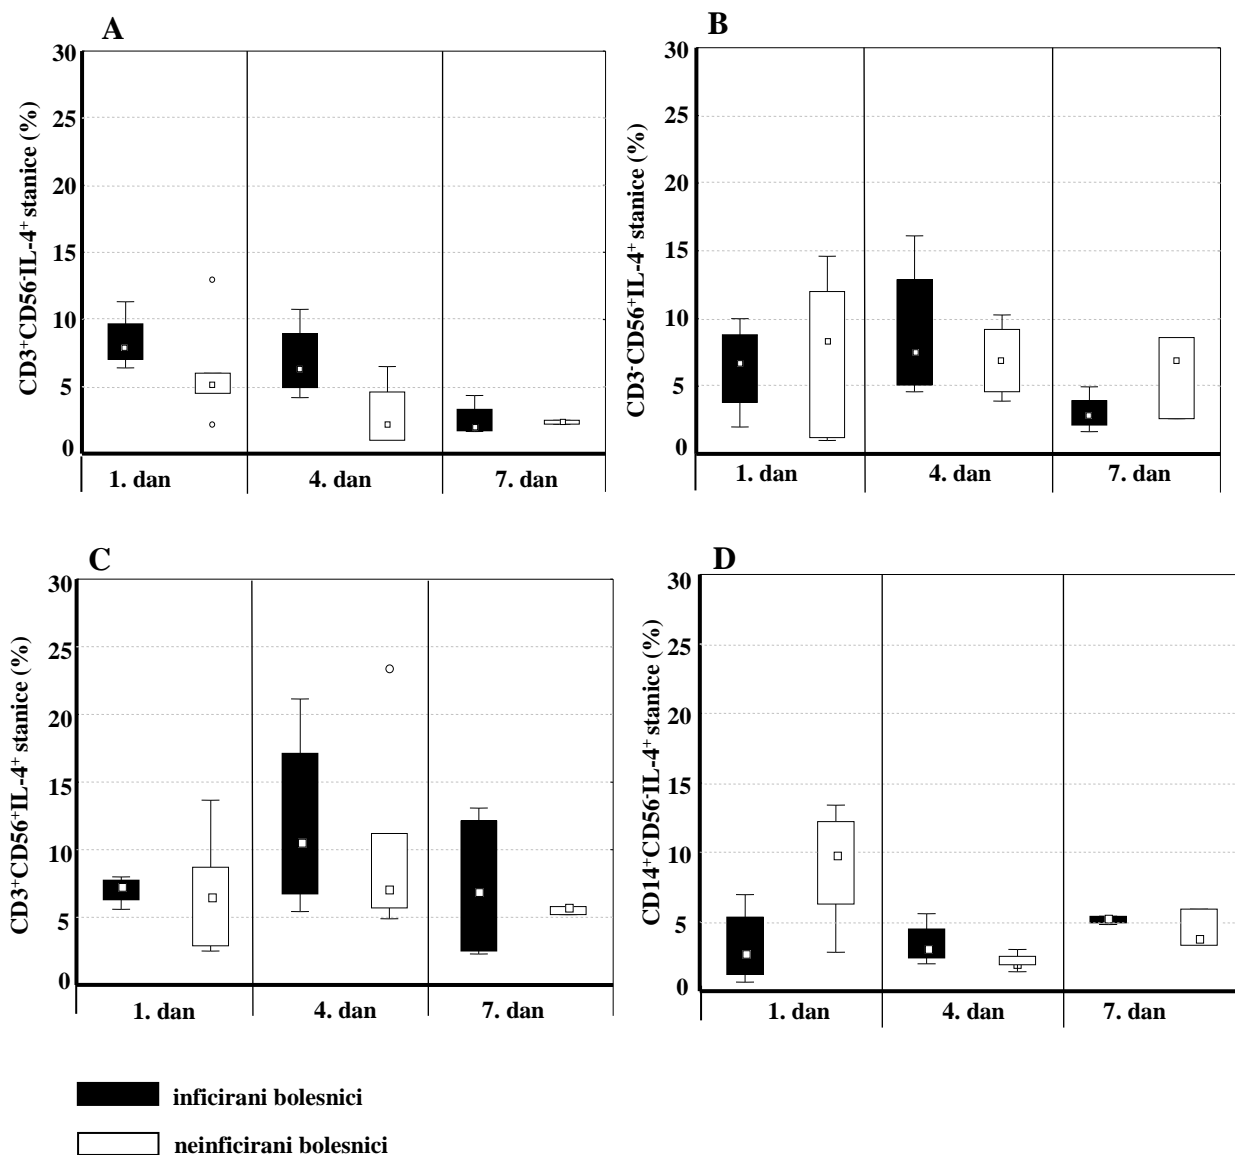 A
CD3⁺CD56⁻IL-4⁺ stanice (%)
30
25
20
15
10
5
0
1. dan 4. dan 7. dan
B
CD3⁻CD56⁺IL-4⁺ stanice (%)
30
25
20
15
10
5
0
1. dan 4. dan 7. dan
C
CD3⁺CD56⁺IL-4⁺ stanice (%)
30
25
20
15
10
5
0
1. dan 4. dan 7. dan
D
CD14⁺CD56⁻IL-4⁺ stanice (%)
30
25
20
15
10
5
0
1. dan 4. dan 7. dan
inficirani bolesnici
neinficirani bolesnici